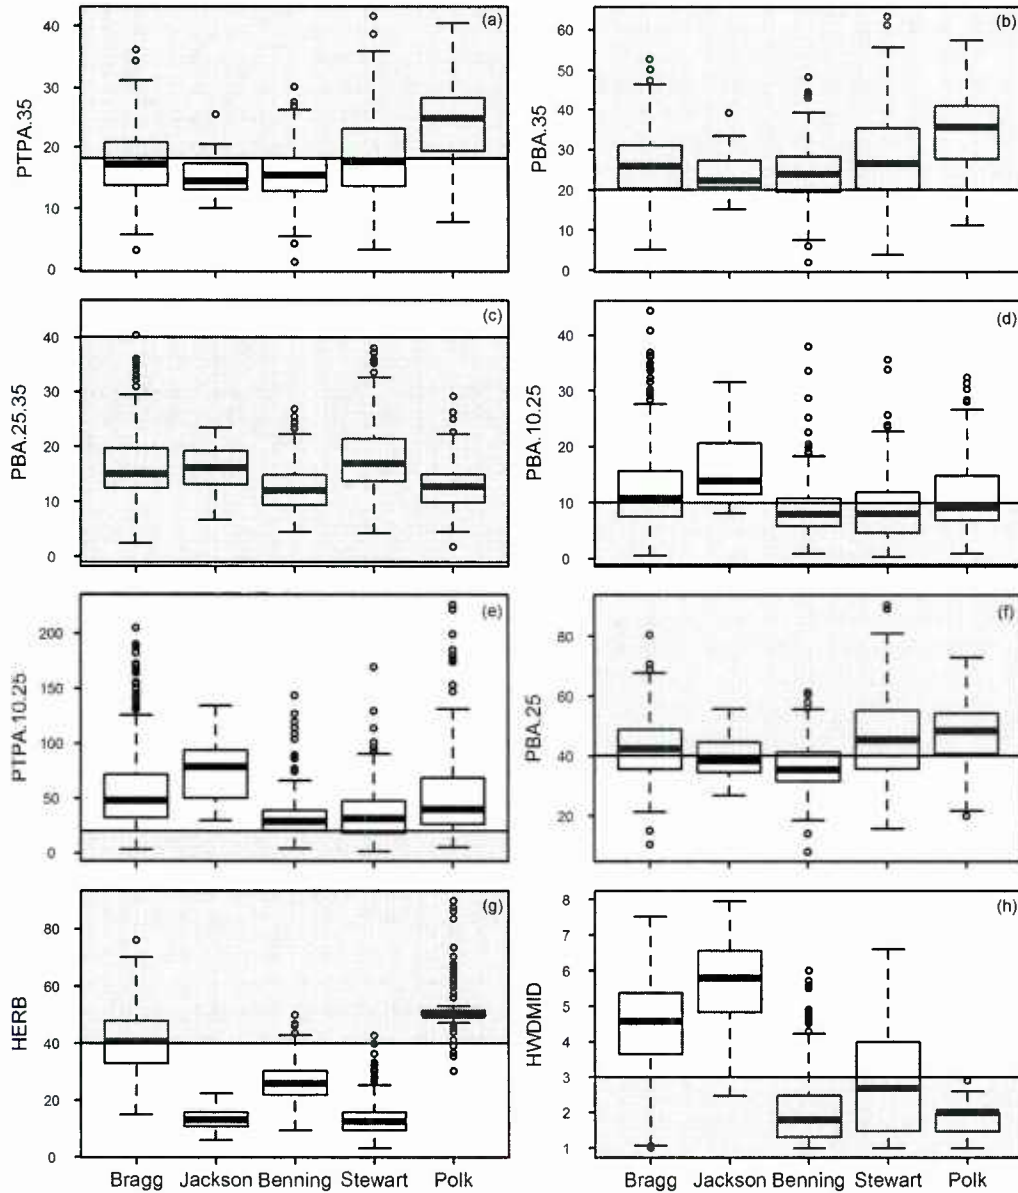 (a)
PTPA.35
40
30
20
10
0
(b)
PBA.35
60
50
40
30
20
10
0
(c)
PBA.25.35
40
30
20
10
0
(d)
PBA.10.25
40
30
20
10
0
(e)
PTPA.10.25
200
150
100
50
0
(f)
PBA.25
80
60
40
20
(g)
HERB
80
60
40
20
0
(h)
HWDMID
8
7
6
5
4
3
2
1
Bragg Jackson Benning Stewart Polk
Bragg Jackson Benning Stewart Polk